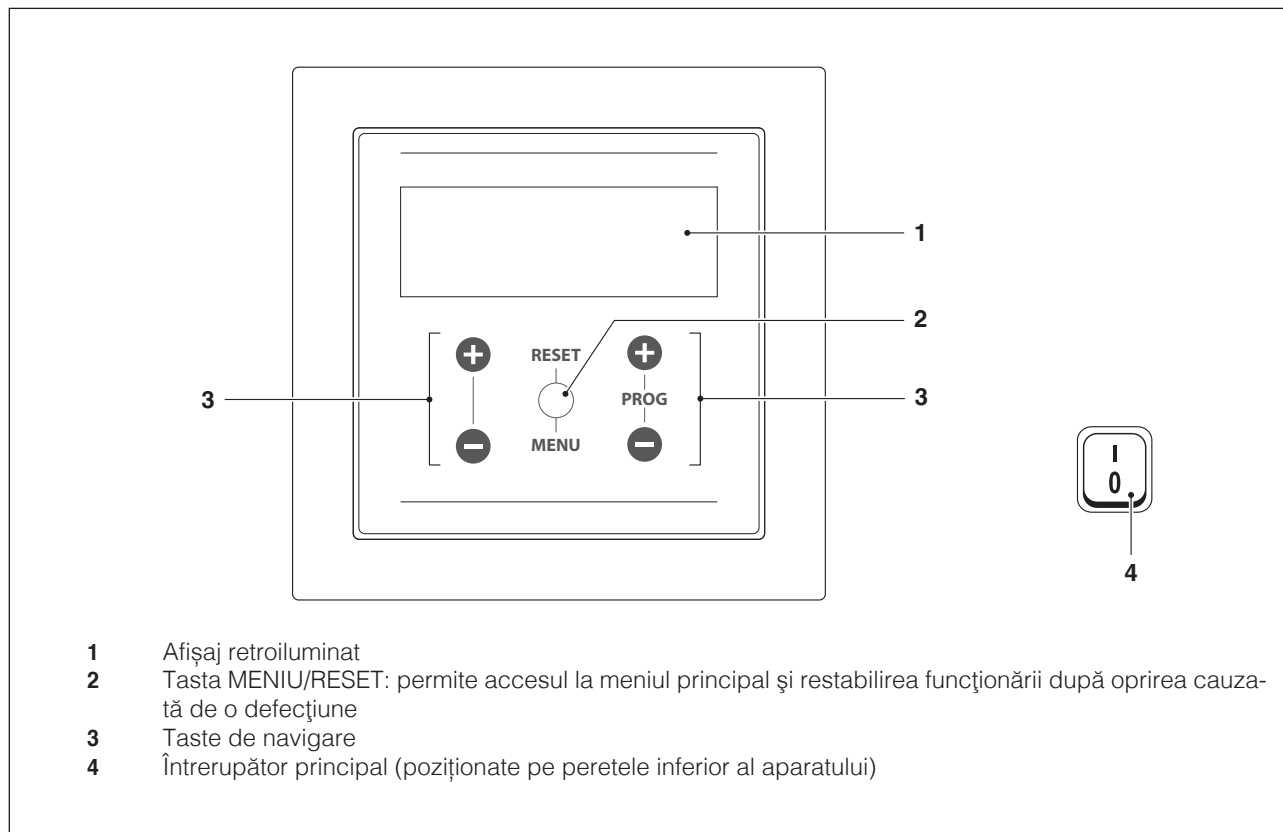 1
2
RESET
3
PROG
3
MENU
I
0
4
1 Afișaj retroiluminat
2 Tasta MENIU/RESET: permite accesul la meniul principal şi restabilirea funcţionării după oprirea cauza-
tă de o defecţiune
3 Taste de navigare
4 Întrerupător principal (poziționate pe peretele inferior al aparatului)